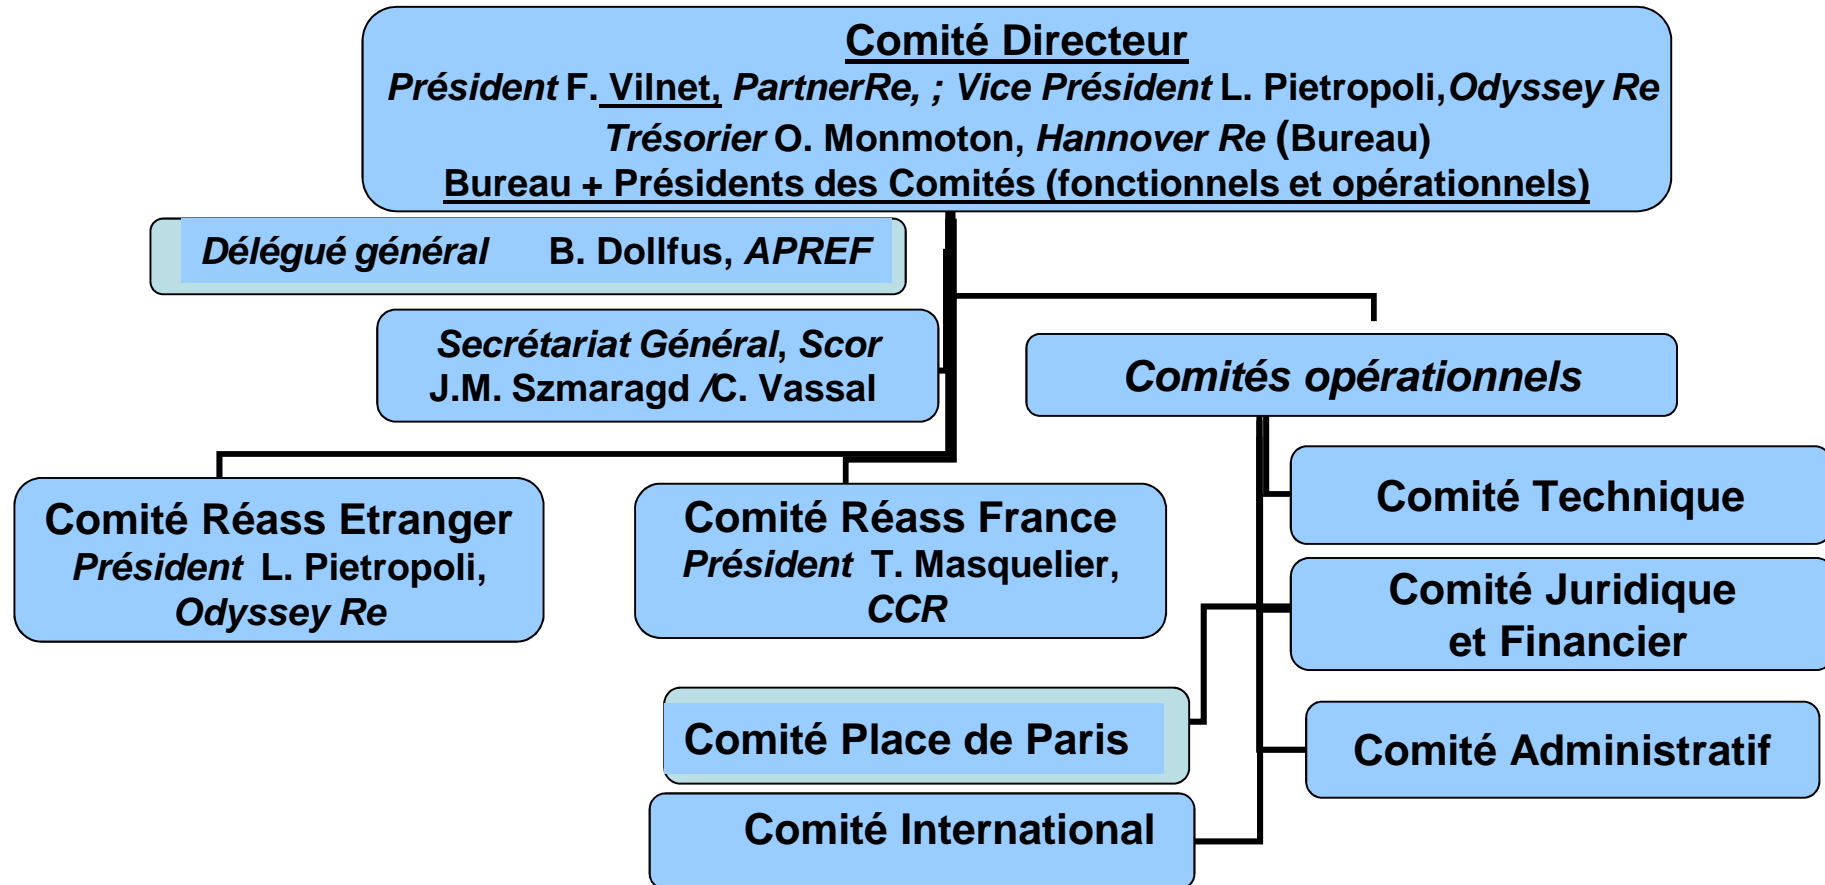 Comité Directeur
Président F. Vilnet, PartnerRe, ; Vice Président L. Pietropoli,Odyssey Re
Trésorier O. Monmoton, Hannover Re (Bureau)
Bureau + Présidents des Comités (fonctionnels et opérationnels)
Délégué général B. Dollfus, APREF
Secrétariat Général, Scor
J.M. Szmaragd /C. Vassal
Comités opérationnels
Comité Réass Etranger
Président L. Pietropoli,
Odyssey Re
Comité Réass France
Président T. Masquelier,
CCR
Comité Technique
Comité Juridique
et Financier
Comité Place de Paris
Comité Administratif
Comité International